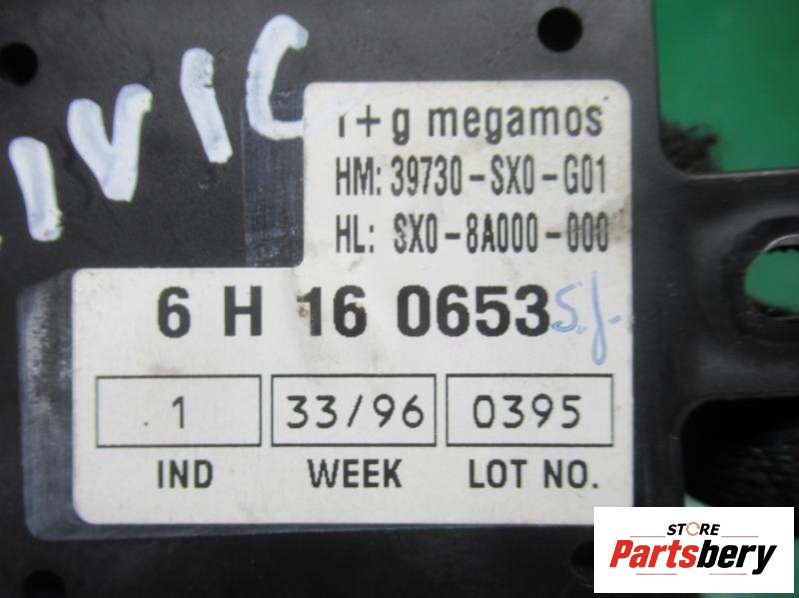 IVIC
r+g megamos
HM: 39730-SX0-G01
HL: SX0-8A000-000
6 H 16 0653 S.J.
1 33/96 0395
IND WEEK LOT NO.
STORE
Partsbery